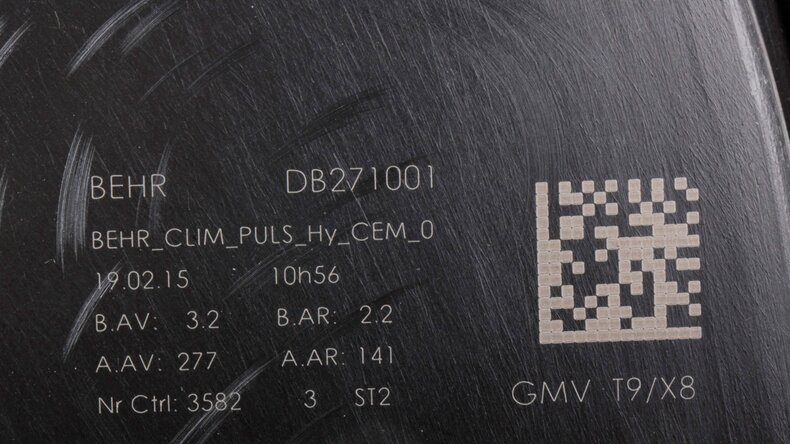 BEHR DB271001
BEHR_CLIM_PULS_Hy_CEM_0
19.02.15 10h56
B.AV: 3.2 B.AR: 2.2
A.AV: 277 A.AR: 141
Nr Ctrl: 3582 3 ST2
GMV T9/X8